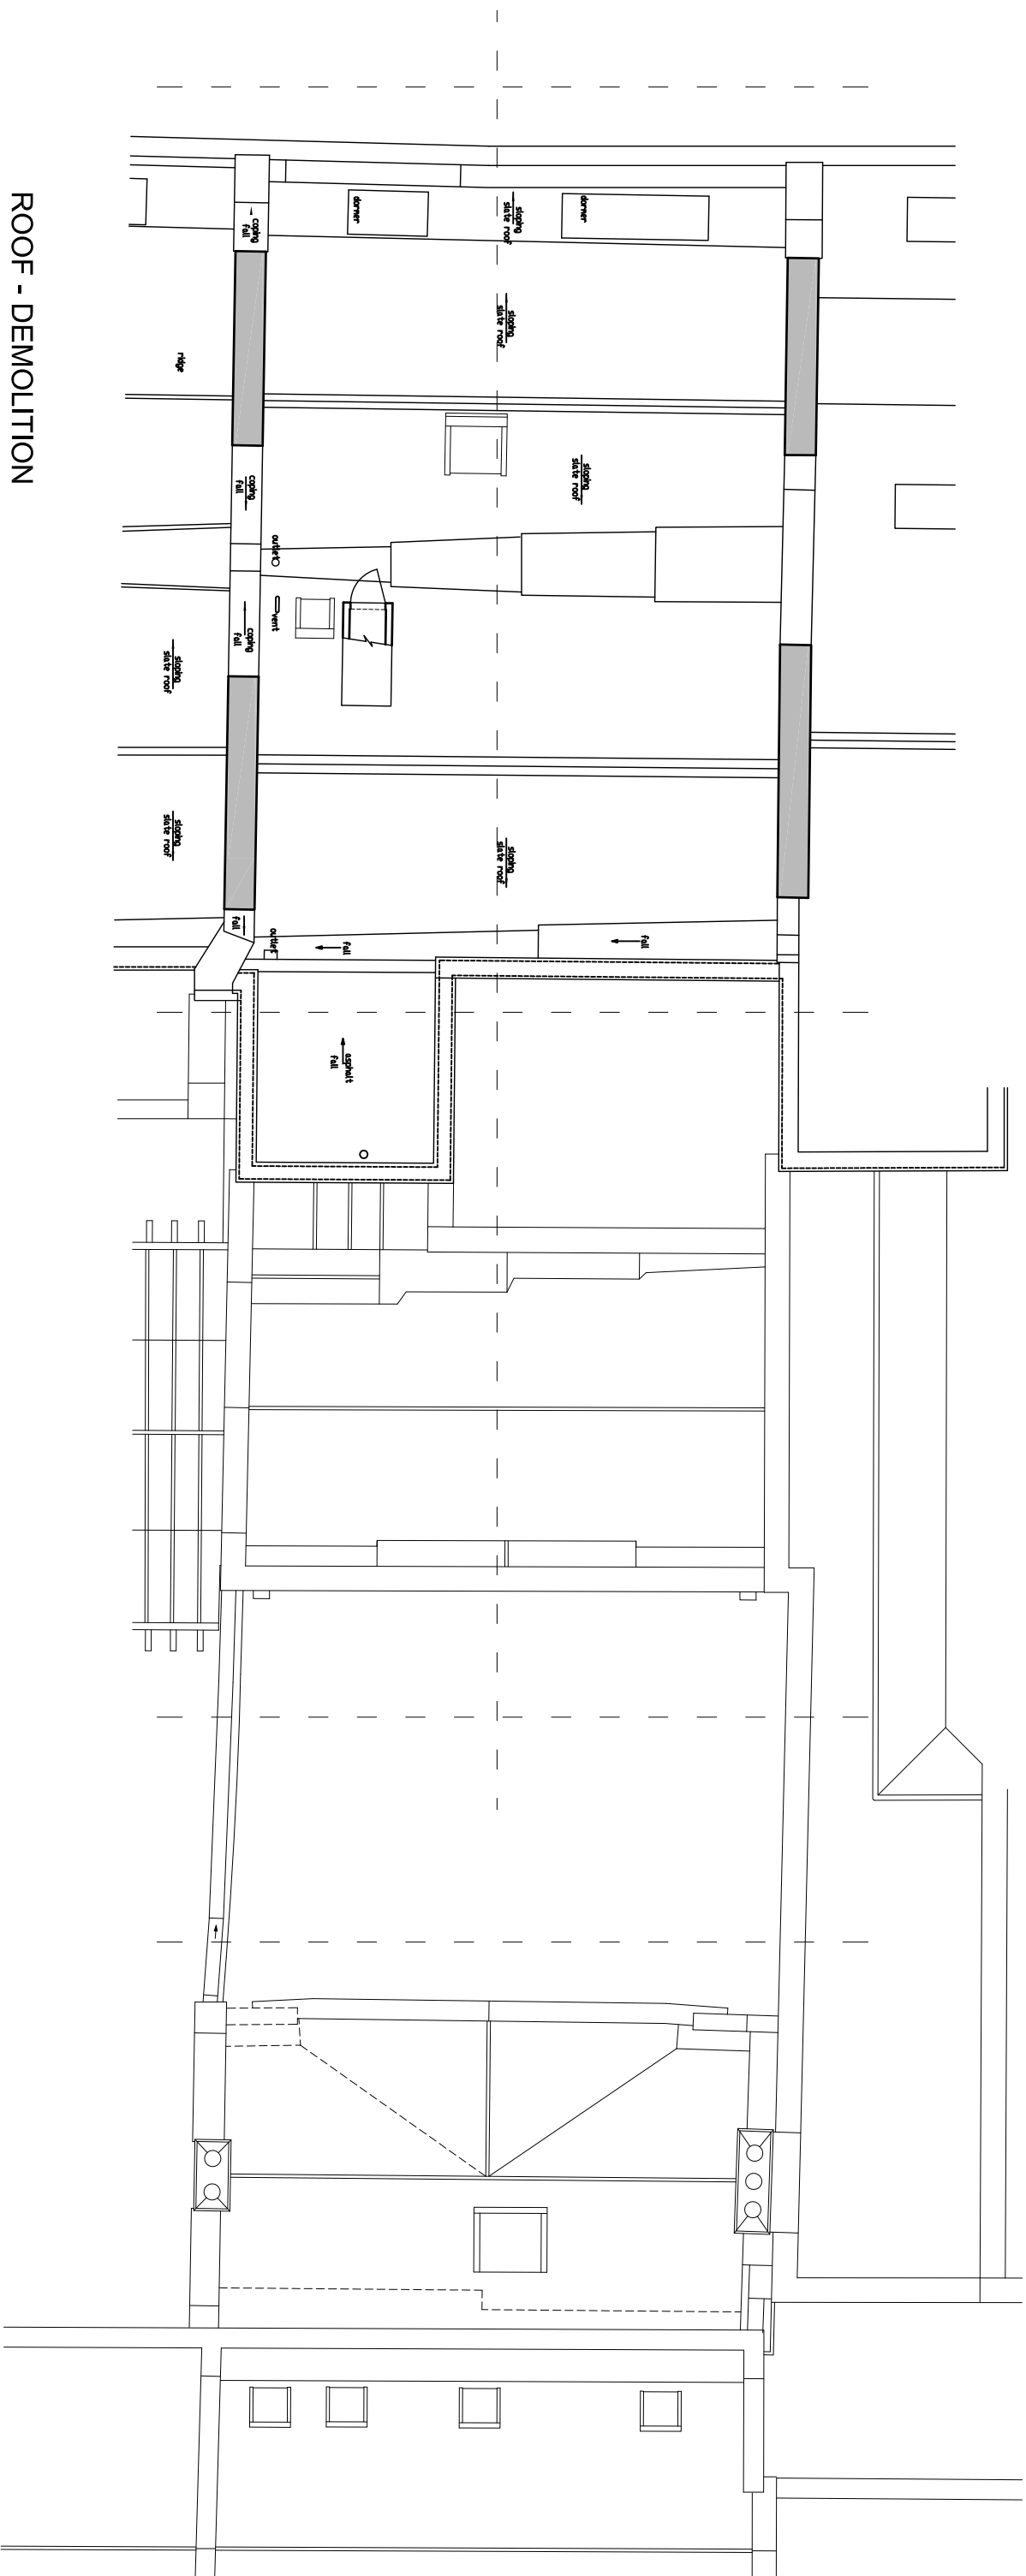 ROOF - DEMOLITION
coping
fall
dormer
sloping
slate roof
dormer
sloping
slate roof
ridge
coping
fall
sloping
slate roof
outlet
vent
coping
fall
sloping
slate roof
sloping
slate roof
sloping
slate roof
fall
outlet
fall
fall
asphalt
fall